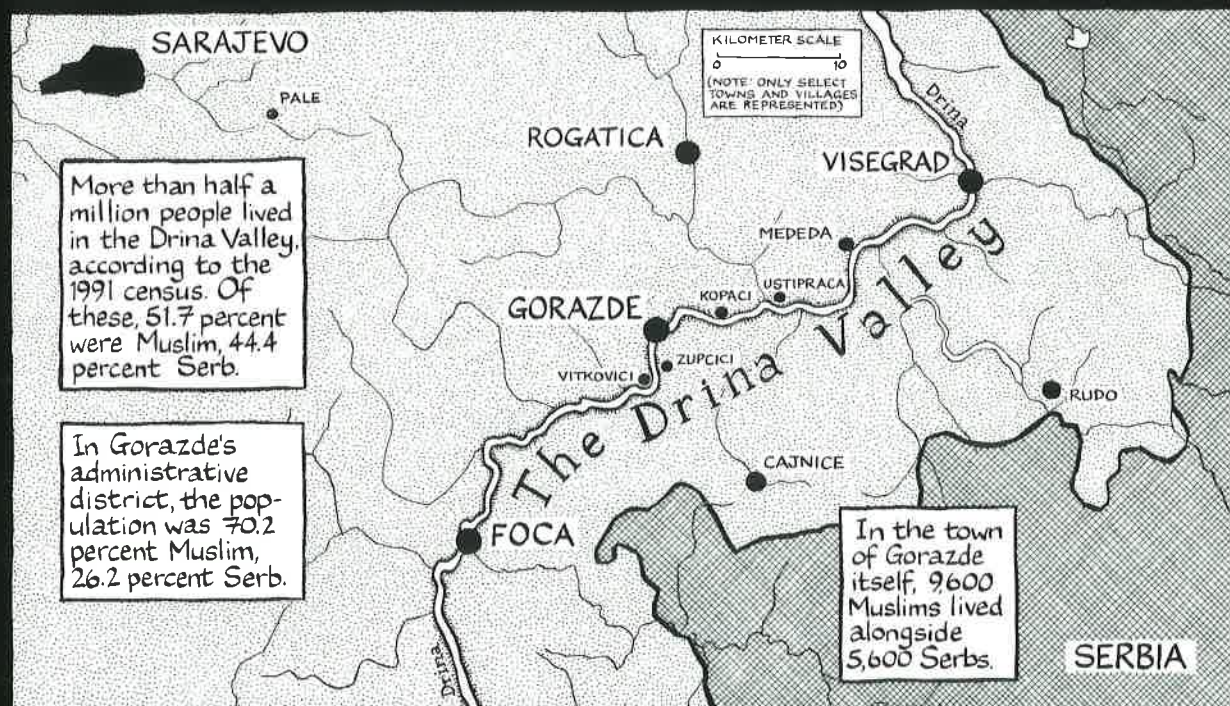 SARAJEVO
PALE
KILOMETER SCALE
0 10
(NOTE: ONLY SELECT
TOWNS AND VILLAGES
ARE REPRESENTED)
Drina
ROGATICA
VISEGRAD
More than half a
million people lived
in the Drina Valley,
according to the
1991 census. Of
these, 51.7 percent
were Muslim, 44.4
percent Serb.
MEDEDA
USTIPRACA
KOPACI
GORAZDE
ZUPCICI
VITKOVICI
The Drina Valley
RUDO
CAJNICE
FOCA
In Gorazde's
administrative
district, the pop-
ulation was 70.2
percent Muslim,
26.2 percent Serb.
In the town
of Gorazde
itself, 9,600
Muslims lived
alongside
5,600 Serbs.
SERBIA
Drina